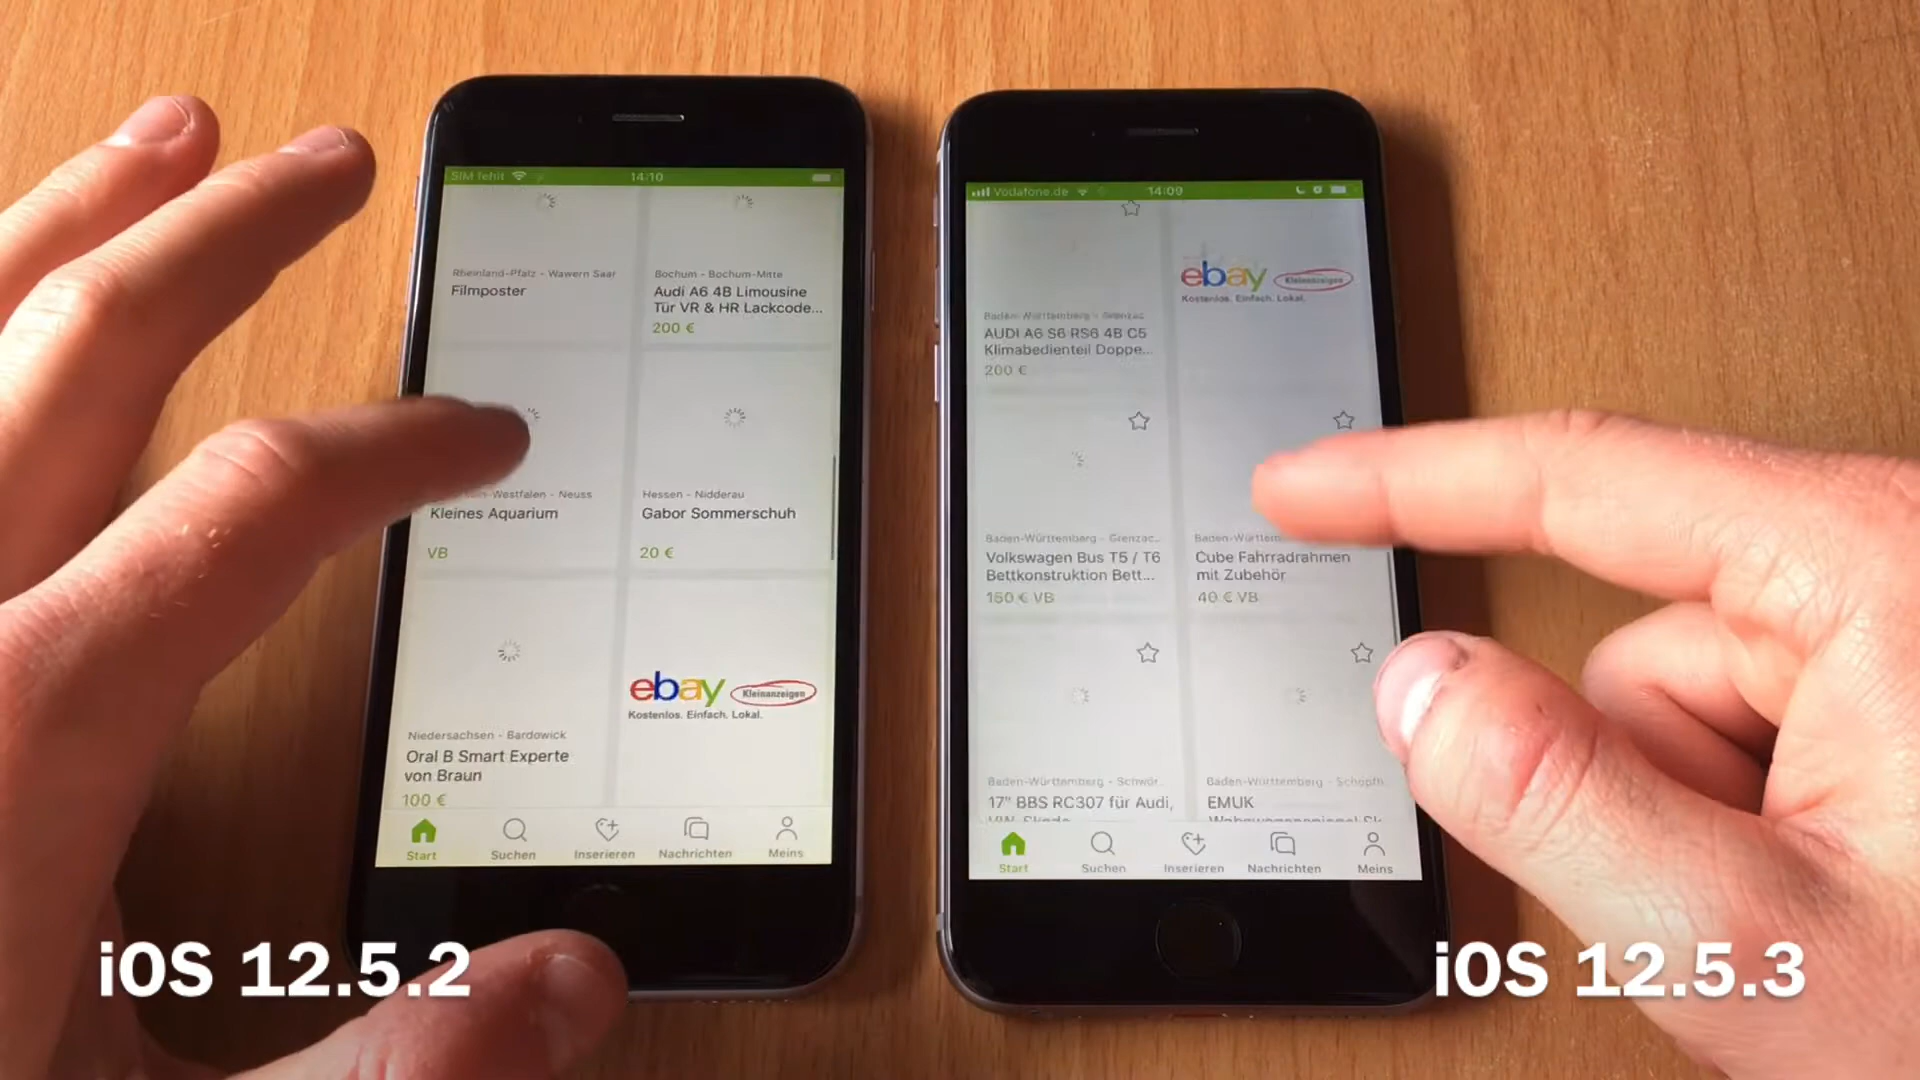 SIM fehlt
14:10
Rheinland-Pfalz - Wawern Saar
Filmposter
Bochum - Bochum-Mitte
Audi A6 4B Limousine
Tür VR & HR Lackcode...
200 €
-Westfalen - Neuss
Kleines Aquarium
VB
Hessen - Nidderau
Gabor Sommerschuh
20 €
Niedersachsen - Bardowick
Oral B Smart Experte
von Braun
100 €
ebay Kleinanzeigen
Kostenlos. Einfach. Lokal.
Start
Suchen
Inserieren
Nachrichten
Meins
Vodafone.de
14:09
Baden-Württemberg - Grenzac
AUDI A6 S6 RS6 4B C5
Klimabedienteil Doppe...
200 €
ebay Kleinanzeigen
Kostenlos. Einfach. Lokal.
Baden-Württemberg - Grenzac..
Volkswagen Bus T5 / T6
Bettkonstruktion Bett...
150 € VB
Baden-Württem
Cube Fahrradrahmen
mit Zubehör
40 € VB
Baden-Württemberg - Schwör.
17" BBS RC307 für Audi,
VW, Skoda
Baden-Württemberg - Schopfh
EMUK
Start
Suchen
Inserieren
Nachrichten
Meins
iOS 12.5.2
iOS 12.5.3